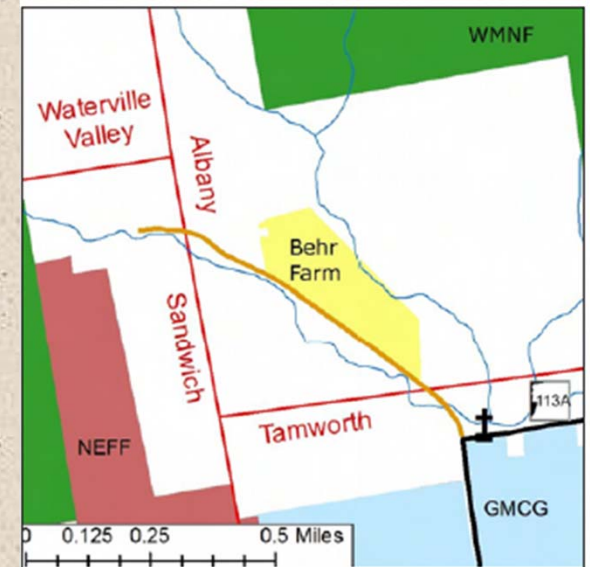 WMNF
Waterville
Valley
Albany
Behr
Farm
Sandwich
113A
Tamworth
NEFF
GMCG
0 0.125 0.25 0.5 Miles